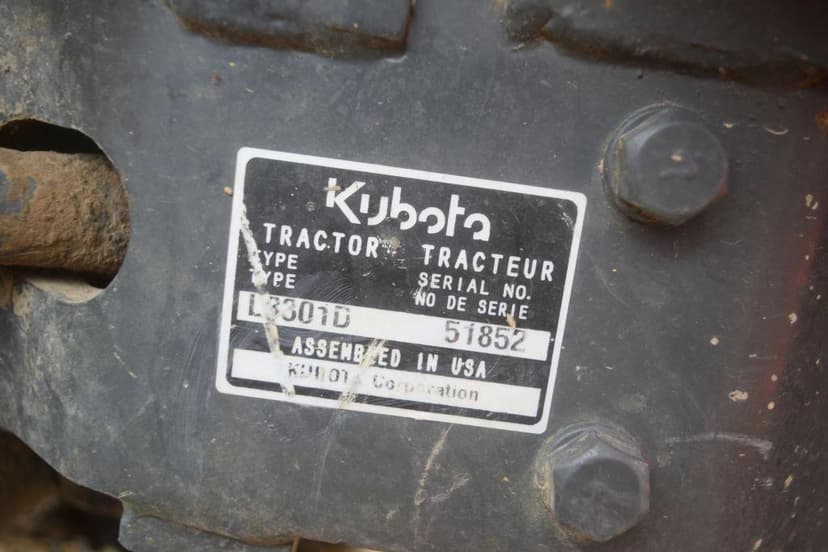 Kubota
TRACTOR TRACTEUR
TYPE SERIAL NO.
TYPE NO DE SERIE
L3301D 51852
ASSEMBLED IN USA
KUBOTA Corporation